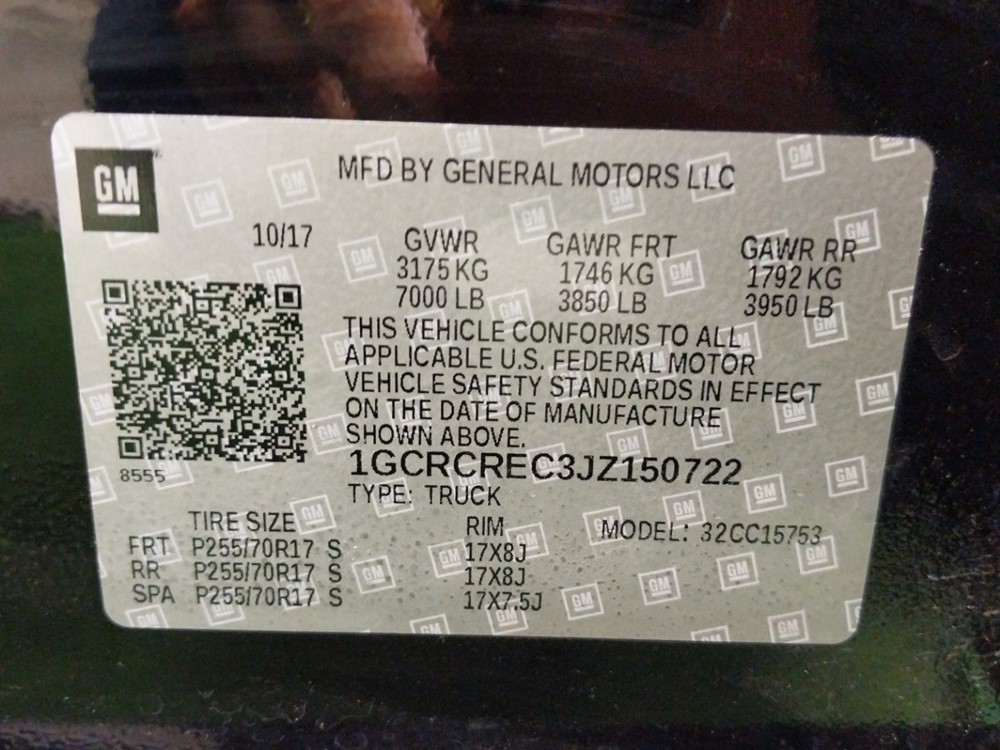 GM
MFD BY GENERAL MOTORS LLC
10/17
GVWR GAWR FRT GAWR RR
3175 KG 1746 KG 1792 KG
7000 LB 3850 LB 3950 LB
THIS VEHICLE CONFORMS TO ALL
APPLICABLE U.S. FEDERAL MOTOR
VEHICLE SAFETY STANDARDS IN EFFECT
ON THE DATE OF MANUFACTURE
SHOWN ABOVE.
8555
1GCRCREC3JZ150722
TYPE: TRUCK
TIRE SIZE RIM MODEL: 32CC15753
FRT P255/70R17 S 17X8J
RR P255/70R17 S 17X8J
SPA P255/70R17 S 17X7.5J